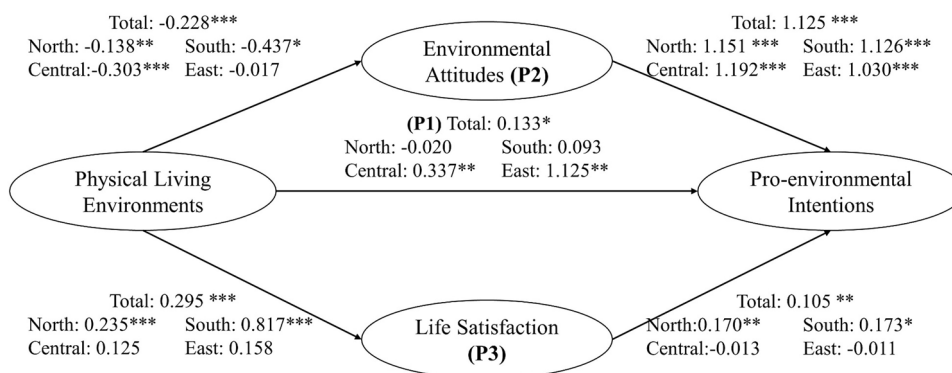 Total: -0.228***
North: -0.138** South: -0.437*
Central:-0.303*** East: -0.017
Environmental
Attitudes (P2)
Total: 1.125 ***
North: 1.151 *** South: 1.126***
Central: 1.192*** East: 1.030***
(P1) Total: 0.133*
North: -0.020 South: 0.093
Central: 0.337** East: 1.125**
Physical Living
Environments
Pro-environmental
Intentions
Total: 0.295 ***
North: 0.235*** South: 0.817***
Central: 0.125 East: 0.158
Life Satisfaction
(P3)
Total: 0.105 **
North:0.170** South: 0.173*
Central:-0.013 East: -0.011